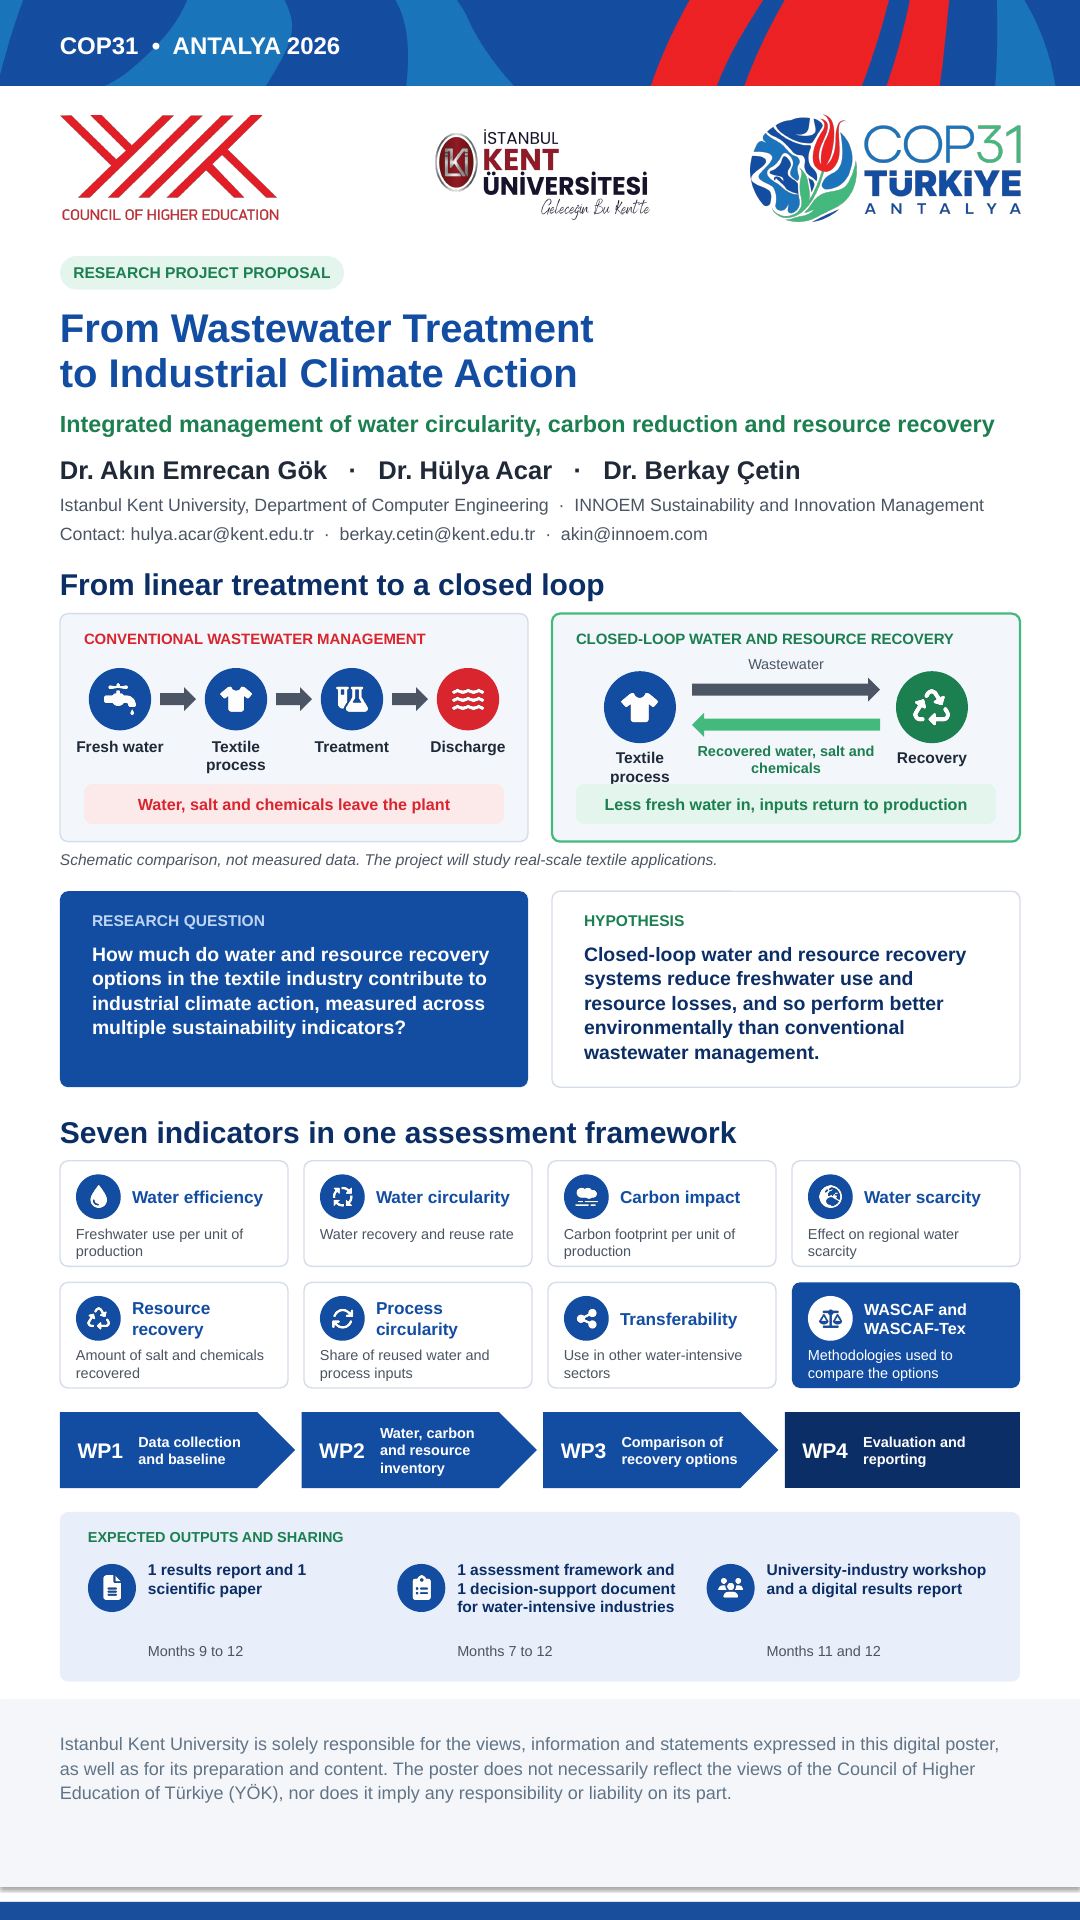 COP31 • ANTALYA 2026
COUNCIL OF HIGHER EDUCATION
İSTANBUL
KENT
ÜNİVERSİTESİ
Geleceğin Bu Kent'te
COP31
TÜRKİYE
ANTALYA
RESEARCH PROJECT PROPOSAL
From Wastewater Treatment
to Industrial Climate Action
Integrated management of water circularity, carbon reduction and resource recovery
Dr. Akın Emrecan Gök · Dr. Hülya Acar · Dr. Berkay Çetin
Istanbul Kent University, Department of Computer Engineering · INNOEM Sustainability and Innovation Management
Contact: hulya.acar@kent.edu.tr · berkay.cetin@kent.edu.tr · akin@innoem.com
From linear treatment to a closed loop
CONVENTIONAL WASTEWATER MANAGEMENT
Fresh water
Textile
process
Treatment
Discharge
Water, salt and chemicals leave the plant
CLOSED-LOOP WATER AND RESOURCE RECOVERY
Wastewater
Textile
process
Recovered water, salt and
chemicals
Recovery
Less fresh water in, inputs return to production
Schematic comparison, not measured data. The project will study real-scale textile applications.
RESEARCH QUESTION
How much do water and resource recovery
options in the textile industry contribute to
industrial climate action, measured across
multiple sustainability indicators?
HYPOTHESIS
Closed-loop water and resource recovery
systems reduce freshwater use and
resource losses, and so perform better
environmentally than conventional
wastewater management.
Seven indicators in one assessment framework
Water efficiency
Freshwater use per unit of
production
Water circularity
Water recovery and reuse rate
Carbon impact
Carbon footprint per unit of
production
Water scarcity
Effect on regional water
scarcity
Resource
recovery
Amount of salt and chemicals
recovered
Process
circularity
Share of reused water and
process inputs
Transferability
Use in other water-intensive
sectors
WASCAF and
WASCAF-Tex
Methodologies used to
compare the options
WP1
Data collection
and baseline
WP2
Water, carbon
and resource
inventory
WP3
Comparison of
recovery options
WP4
Evaluation and
reporting
EXPECTED OUTPUTS AND SHARING
1 results report and 1
scientific paper
Months 9 to 12
1 assessment framework and
1 decision-support document
for water-intensive industries
Months 7 to 12
University-industry workshop
and a digital results report
Months 11 and 12
Istanbul Kent University is solely responsible for the views, information and statements expressed in this digital poster,
as well as for its preparation and content. The poster does not necessarily reflect the views of the Council of Higher
Education of Türkiye (YÖK), nor does it imply any responsibility or liability on its part.